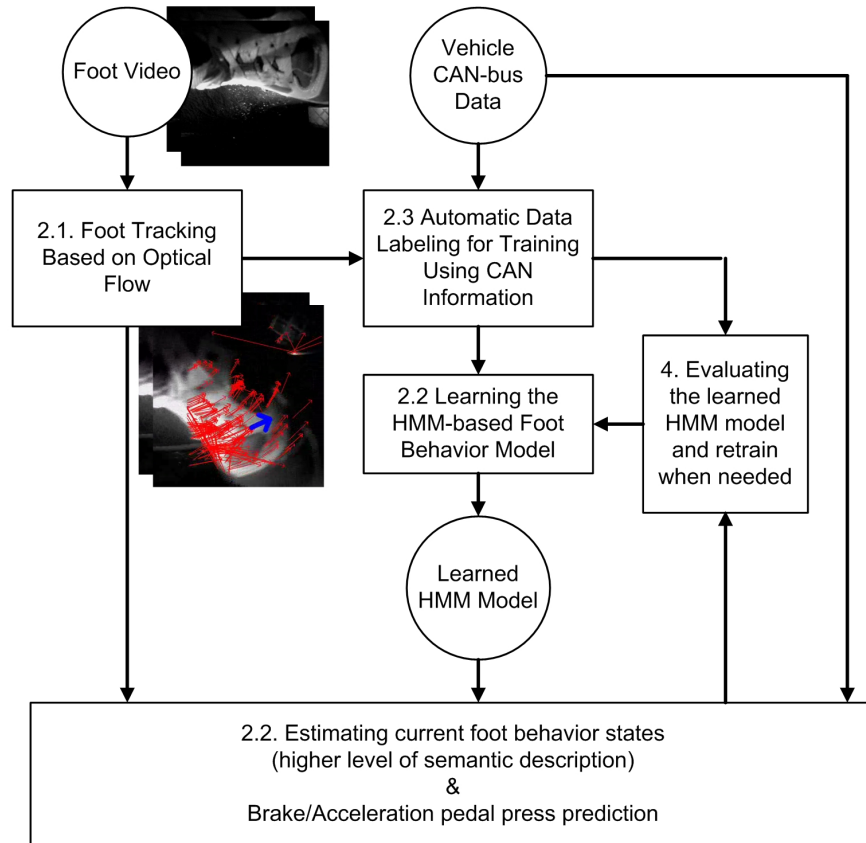 Foot Video
Vehicle
CAN-bus
Data
2.1. Foot Tracking
Based on Optical
Flow
2.3 Automatic Data
Labeling for Training
Using CAN
Information
4. Evaluating
the learned
HMM model
and retrain
when needed
2.2 Learning the
HMM-based Foot
Behavior Model
Learned
HMM Model
2.2. Estimating current foot behavior states
(higher level of semantic description)
&
Brake/Acceleration pedal press prediction